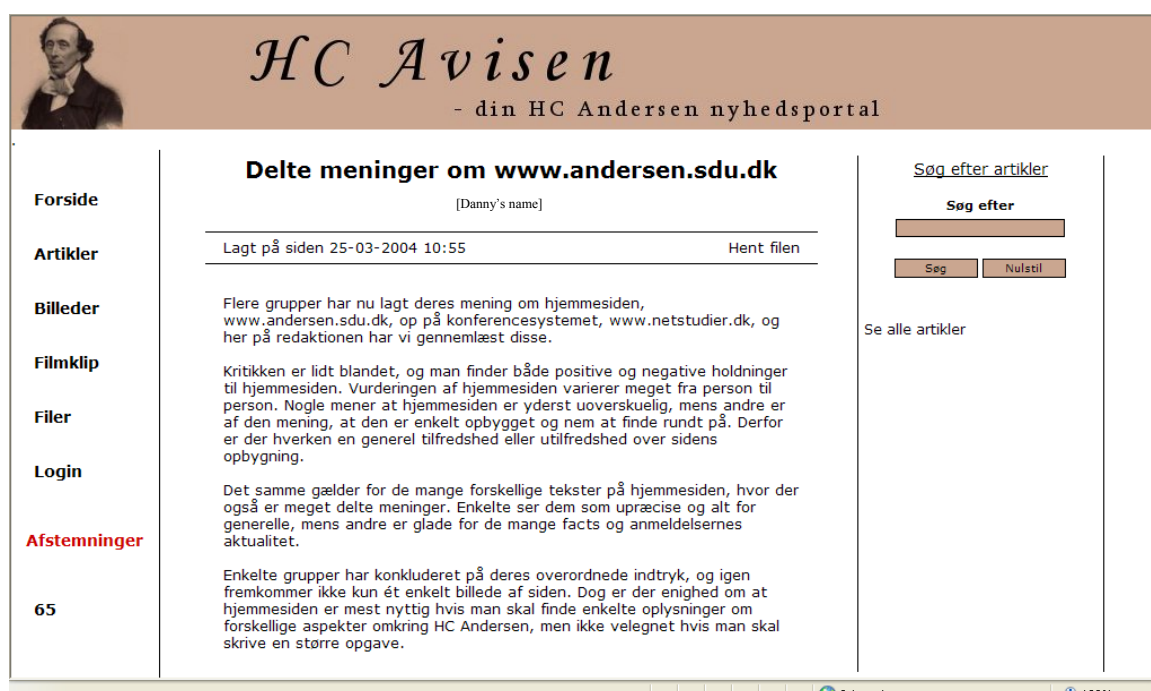 HC Avisen
- din HC Andersen nyhedsportal
Forside
Artikler
Billeder
Filmklip
Filer
Login
Afstemninger
65
Delte meninger om www.andersen.sdu.dk
[Danny's name]
Lagt på siden 25-03-2004 10:55 Hent filen
Flere grupper har nu lagt deres mening om hjemmesiden,
www.andersen.sdu.dk, op på konferencesystemet, www.netstudier.dk, og
her på redaktionen har vi gennemlæst disse.
Kritikken er lidt blandet, og man finder både positive og negative holdninger
til hjemmesiden. Vurderingen af hjemmesiden varierer meget fra person til
person. Nogle mener at hjemmesiden er yderst uoverskuelig, mens andre er
af den mening, at den er enkelt opbygget og nem at finde rundt på. Derfor
er der hverken en generel tilfredshed eller utilfredshed over sidens
opbygning.
Det samme gælder for de mange forskellige tekster på hjemmesiden, hvor der
også er meget delte meninger. Enkelte ser dem som upræcise og alt for
generelle, mens andre er glade for de mange facts og anmeldelsernes
aktualitet.
Enkelte grupper har konkluderet på deres overordnede indtryk, og igen
fremkommer ikke kun ét enkelt billede af siden. Dog er der enighed om at
hjemmesiden er mest nyttig hvis man skal finde enkelte oplysninger om
forskellige aspekter omkring HC Andersen, men ikke velegnet hvis man skal
skrive en større opgave.
Søg efter artikler
Søg efter
Søg Nulstil
Se alle artikler